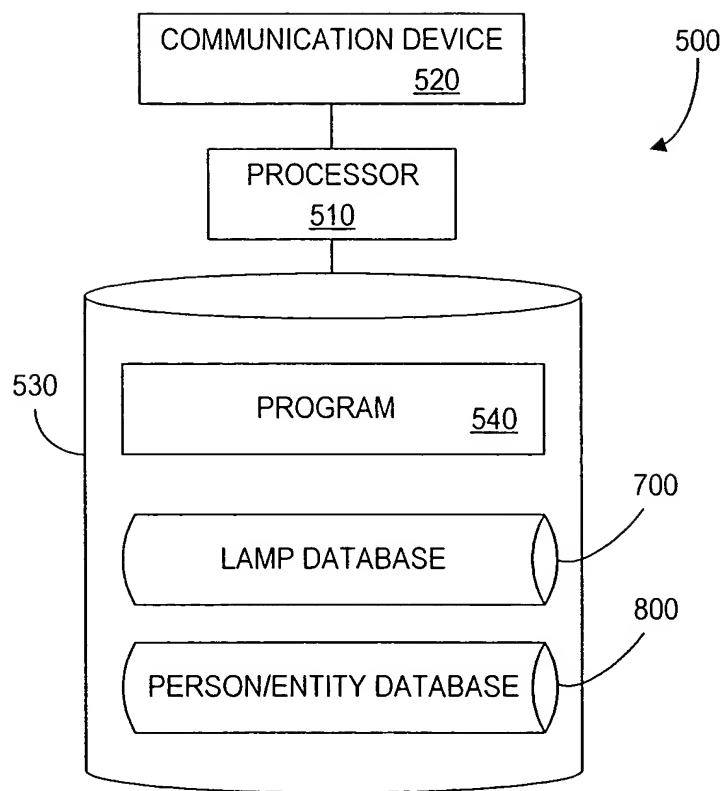 COMMUNICATION DEVICE
520
500
PROCESSOR
510
530
PROGRAM
540
700
LAMP DATABASE
800
PERSON/ENTITY DATABASE